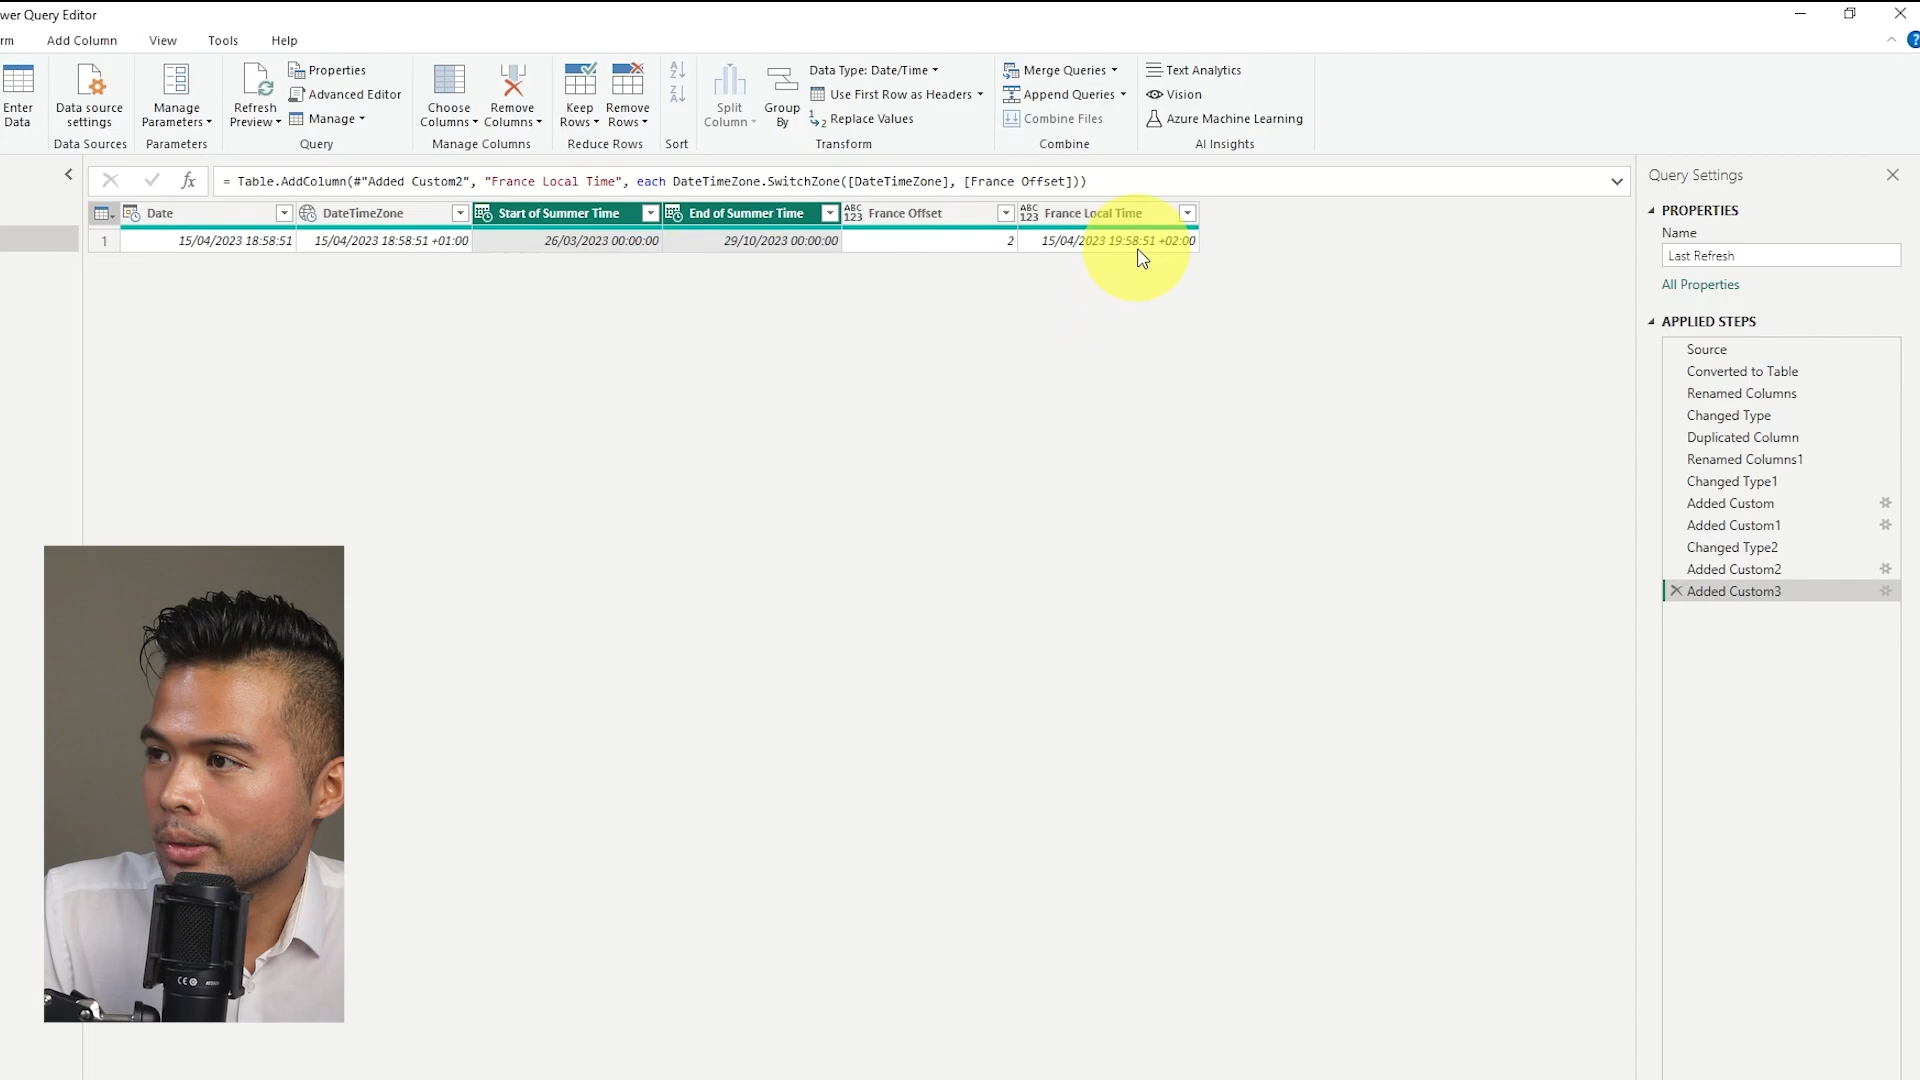 wer Query Editor
rm Add Column View Tools Help
Enter Data
Data source settings
Data Sources
Manage Parameters
Parameters
Refresh Preview
Properties
Advanced Editor
Manage
Query
Choose Columns
Remove Columns
Manage Columns
Keep Rows
Remove Rows
Reduce Rows
Sort
Split Column
Group By
Data Type: Date/Time
Use First Row as Headers
Replace Values
Transform
Merge Queries
Append Queries
Combine Files
Combine
Text Analytics
Vision
Azure Machine Learning
AI Insights
fx = Table.AddColumn(#"Added Custom2", "France Local Time", each DateTimeZone.SwitchZone([DateTimeZone], [France Offset]))
Date DateTimeZone Start of Summer Time End of Summer Time ABC 123 France Offset ABC 123 France Local Time
1 15/04/2023 18:58:51 15/04/2023 18:58:51 +01:00 26/03/2023 00:00:00 29/10/2023 00:00:00 2 15/04/2023 19:58:51 +02:00
Query Settings
PROPERTIES
Name
Last Refresh
All Properties
APPLIED STEPS
Source
Converted to Table
Renamed Columns
Changed Type
Duplicated Column
Renamed Columns1
Changed Type1
Added Custom
Added Custom1
Changed Type2
Added Custom2
Added Custom3